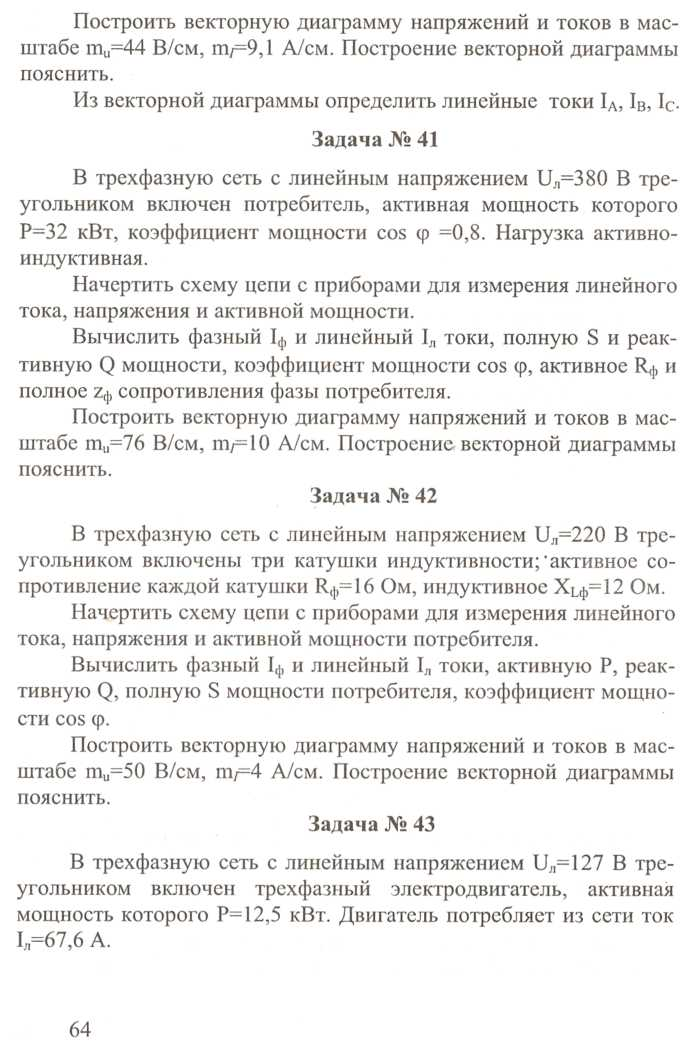 Построить векторную диаграмму напряжений и токов в мас-
штабе mu=44 В/см, mI=9,1 А/см. Построение векторной диаграммы
пояснить.
Из векторной диаграммы определить линейные токи IА, IВ, IС.
Задача № 41
В трехфазную сеть с линейным напряжением Uл=380 В тре-
угольником включен потребитель, активная мощность которого
Р=32 кВт, коэффициент мощности cos φ =0,8. Нагрузка активно-
индуктивная.
Начертить схему цепи с приборами для измерения линейного
тока, напряжения и активной мощности.
Вычислить фазный Iф и линейный Iл токи, полную S и реак-
тивную Q мощности, коэффициент мощности cos φ, активное Rф и
полное zф сопротивления фазы потребителя.
Построить векторную диаграмму напряжений и токов в мас-
штабе mu=76 В/см, mI=10 А/см. Построение векторной диаграммы
пояснить.
Задача № 42
В трехфазную сеть с линейным напряжением Uл=220 В тре-
угольником включены три катушки индуктивности; активное со-
противление каждой катушки Rф=16 Ом, индуктивное XLф=12 Ом.
Начертить схему цепи с приборами для измерения линейного
тока, напряжения и активной мощности потребителя.
Вычислить фазный Iф и линейный Iл токи, активную Р, реак-
тивную Q, полную S мощности потребителя, коэффициент мощно-
сти cos φ.
Построить векторную диаграмму напряжений и токов в мас-
штабе mu=50 В/см, mI=4 А/см. Построение векторной диаграммы
пояснить.
Задача № 43
В трехфазную сеть с линейным напряжением Uл=127 В тре-
угольником включен трехфазный электродвигатель, активная
мощность которого Р=12,5 кВт. Двигатель потребляет из сети ток
Iл=67,6 А.
64